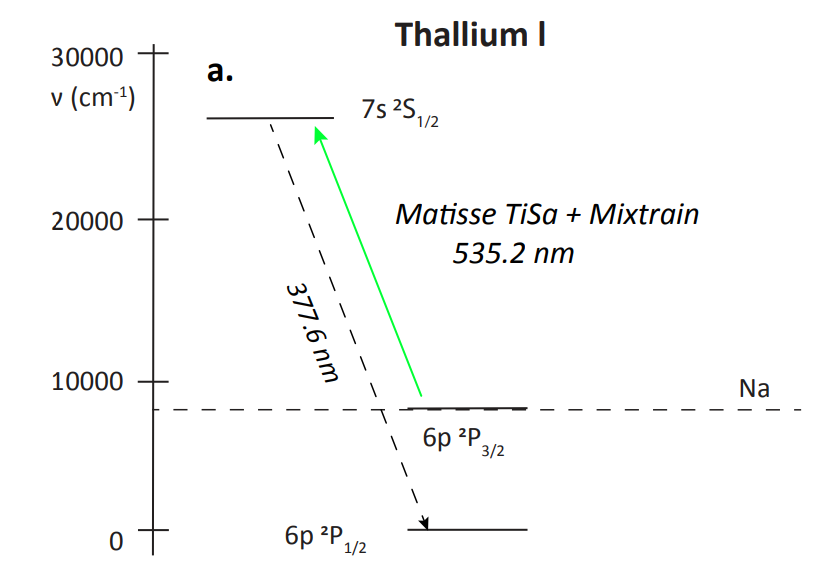 Thallium I
30000
a.
ν (cm-1)
7s ²S1/2
20000
Matisse TiSa + Mixtrain
535.2 nm
377.6 nm
10000
Na
6p ²P3/2
0
6p ²P1/2